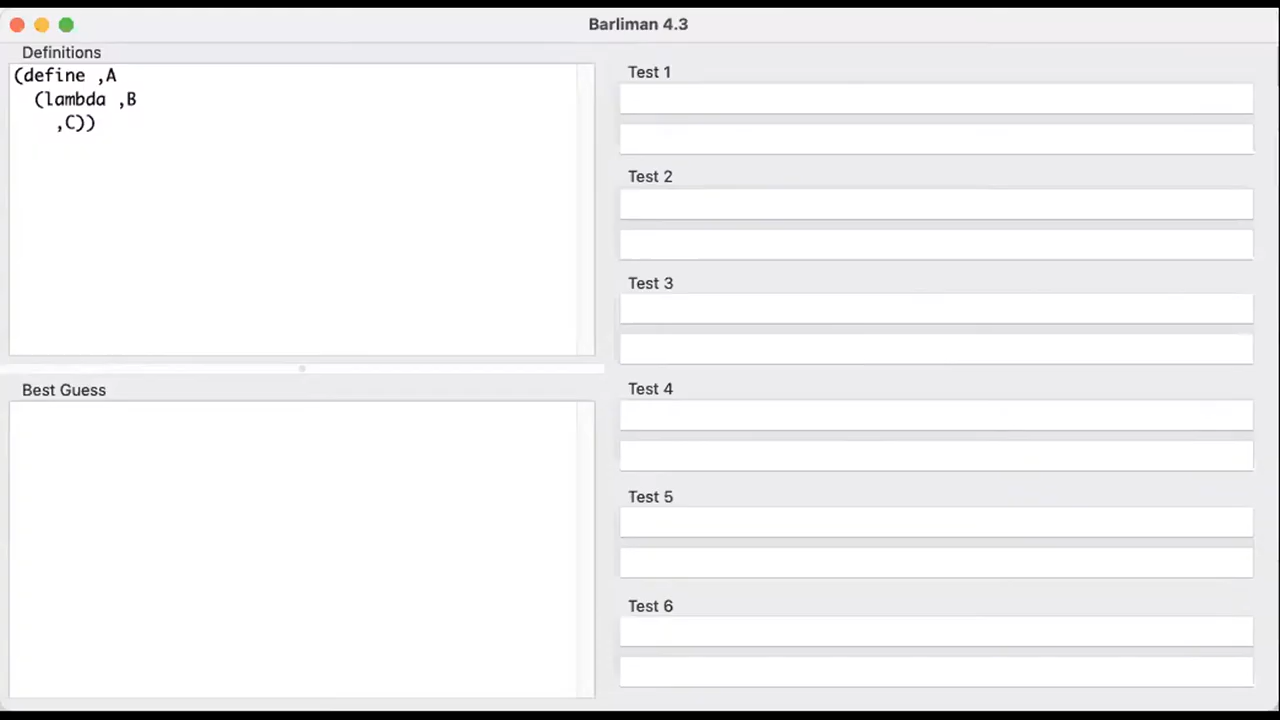 Barliman 4.3
Definitions
(define ,A
  (lambda ,B
    ,C))
Best Guess
Test 1
Test 2
Test 3
Test 4
Test 5
Test 6